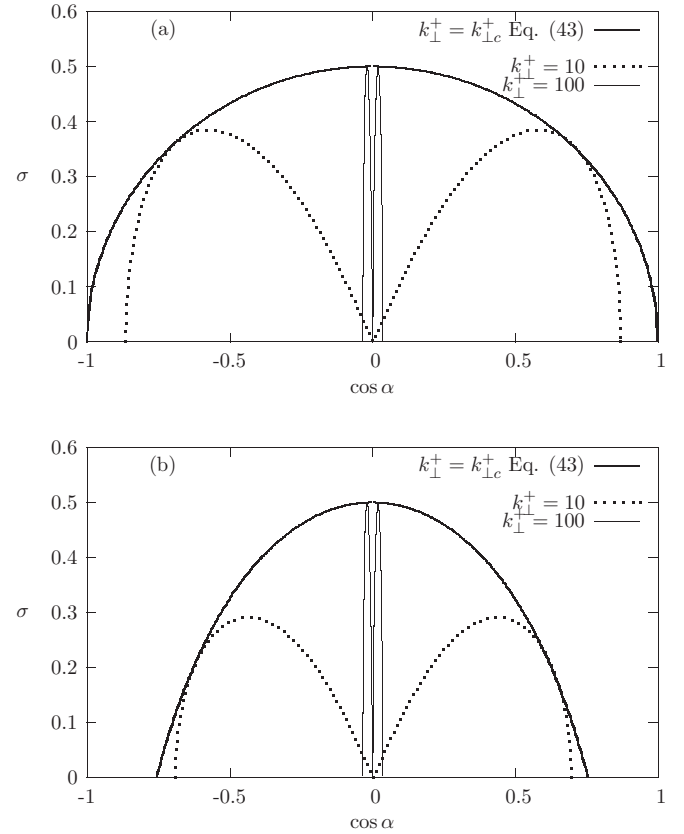 0.6
(a)
k⊥+ = k⊥c+ Eq. (43)
0.5
k⊥+ = 10
k⊥+ = 100
0.4
σ 0.3
0.2
0.1
0
-1 -0.5 0 0.5 1
cos α
0.6
(b)
k⊥+ = k⊥c+ Eq. (43)
0.5
k⊥+ = 10
k⊥+ = 100
0.4
σ 0.3
0.2
0.1
0
-1 -0.5 0 0.5 1
cos α